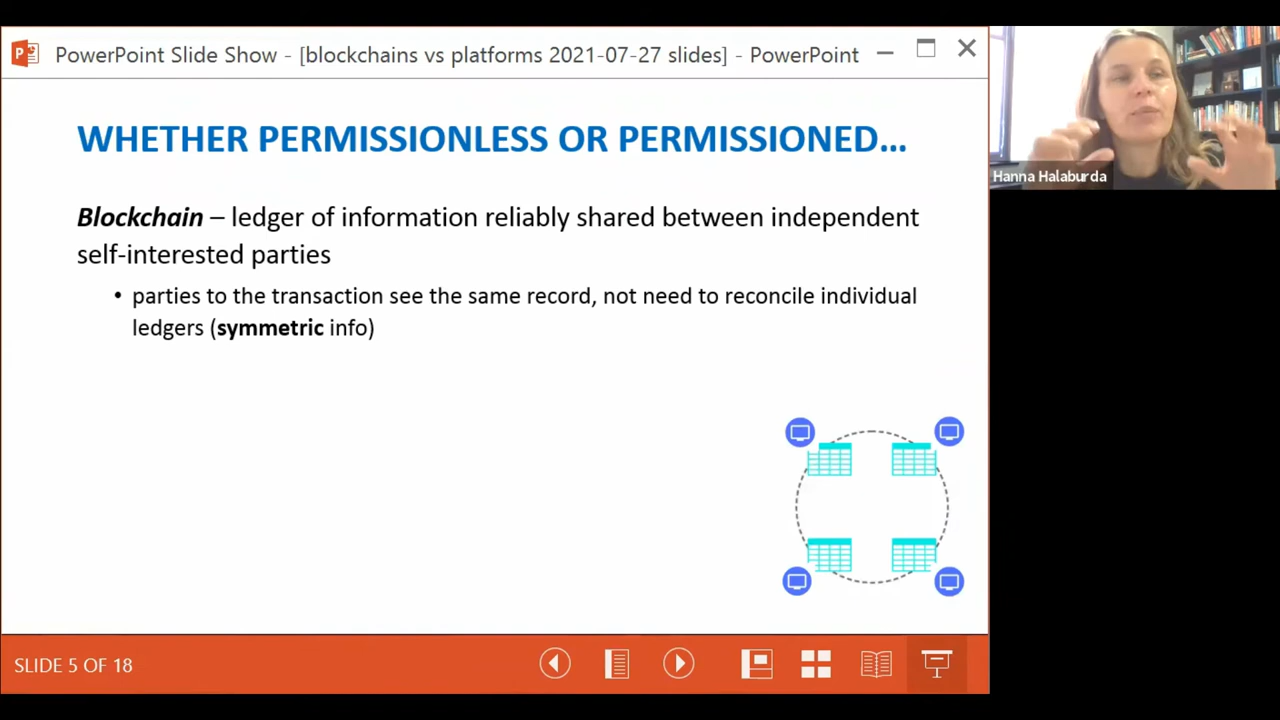 PowerPoint Slide Show - [blockchains vs platforms 2021-07-27 slides] - PowerPoint
WHETHER PERMISSIONLESS OR PERMISSIONED...
Blockchain – ledger of information reliably shared between independent
self-interested parties
• parties to the transaction see the same record, not need to reconcile individual
ledgers (symmetric info)
SLIDE 5 OF 18
Hanna Halaburda